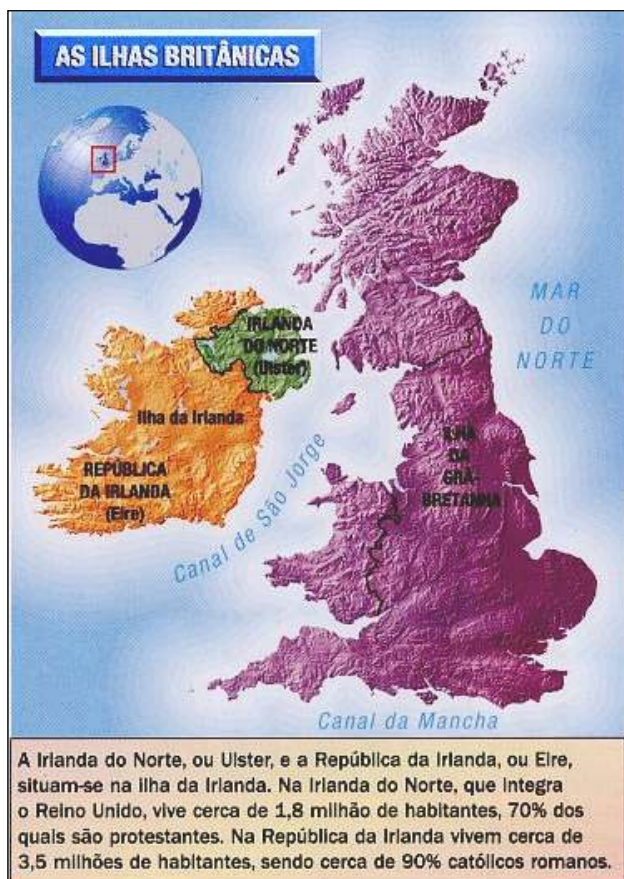 AS ILHAS BRITÂNICAS
MAR
DO
NORTE
IRLANDA
DO NORTE
(Ulster)
Ilha da Irlanda
ILHA
DA
GRÃ-
BRETANHA
REPÚBLICA
DA IRLANDA
(Eire)
Canal de São Jorge
Canal da Mancha
A Irlanda do Norte, ou Ulster, e a República da Irlanda, ou Eire,
situam-se na ilha da Irlanda. Na Irlanda do Norte, que integra
o Reino Unido, vive cerca de 1,8 milhão de habitantes, 70% dos
quais são protestantes. Na República da Irlanda vivem cerca de
3,5 milhões de habitantes, sendo cerca de 90% católicos romanos.